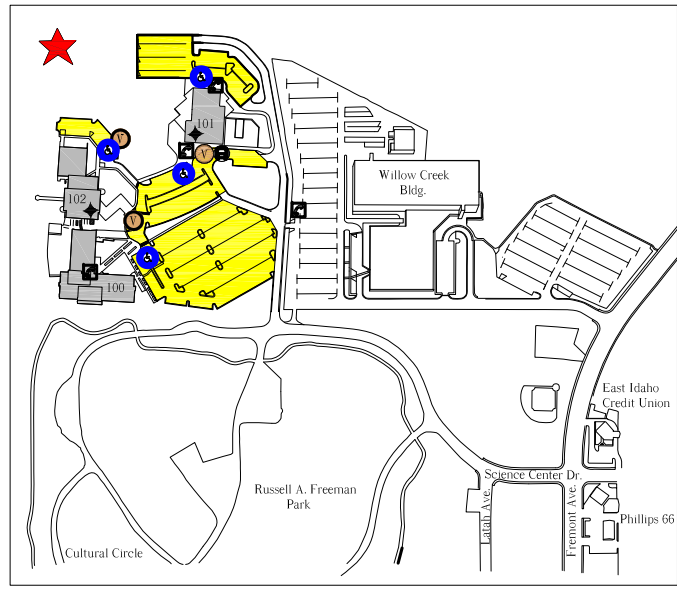 101
V
V
Willow Creek
Bldg.
102
V
100
East Idaho
Credit Union
Science Center Dr.
Russell A. Freeman
Park
Latah Ave.
Fremont Ave.
Phillips 66
Cultural Circle